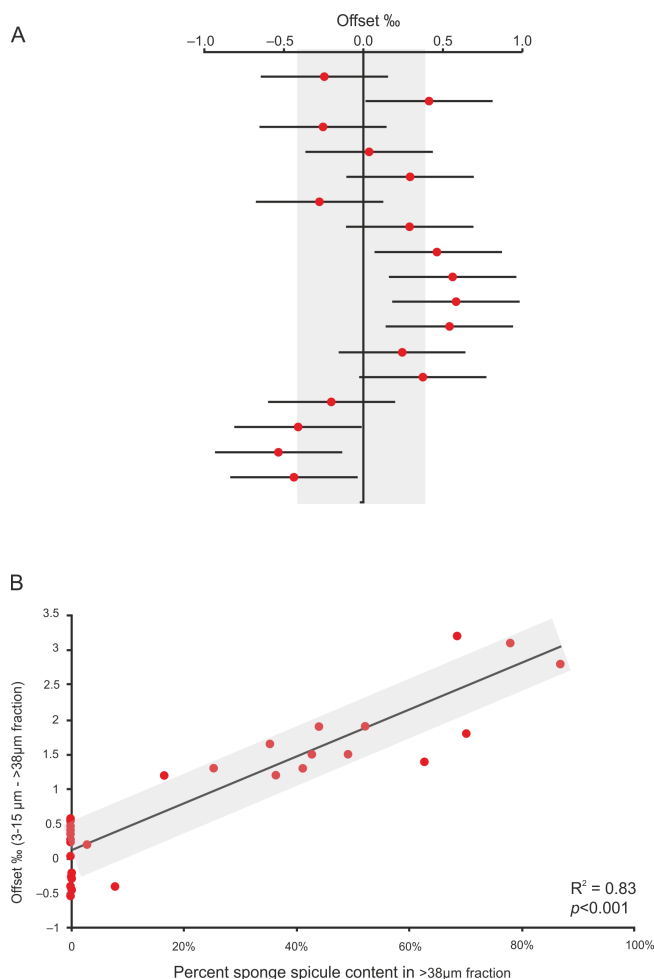 A
Offset ‰
−1.0 −0.5 0.0 0.5 1.0
B
3.5
3
2.5
2
1.5
1
0.5
0
−0.5
−1
Offset ‰ (3-15 μm - >38μm fraction)
R² = 0.83
p<0.001
0 20% 40% 60% 80% 100%
Percent sponge spicule content in >38μm fraction